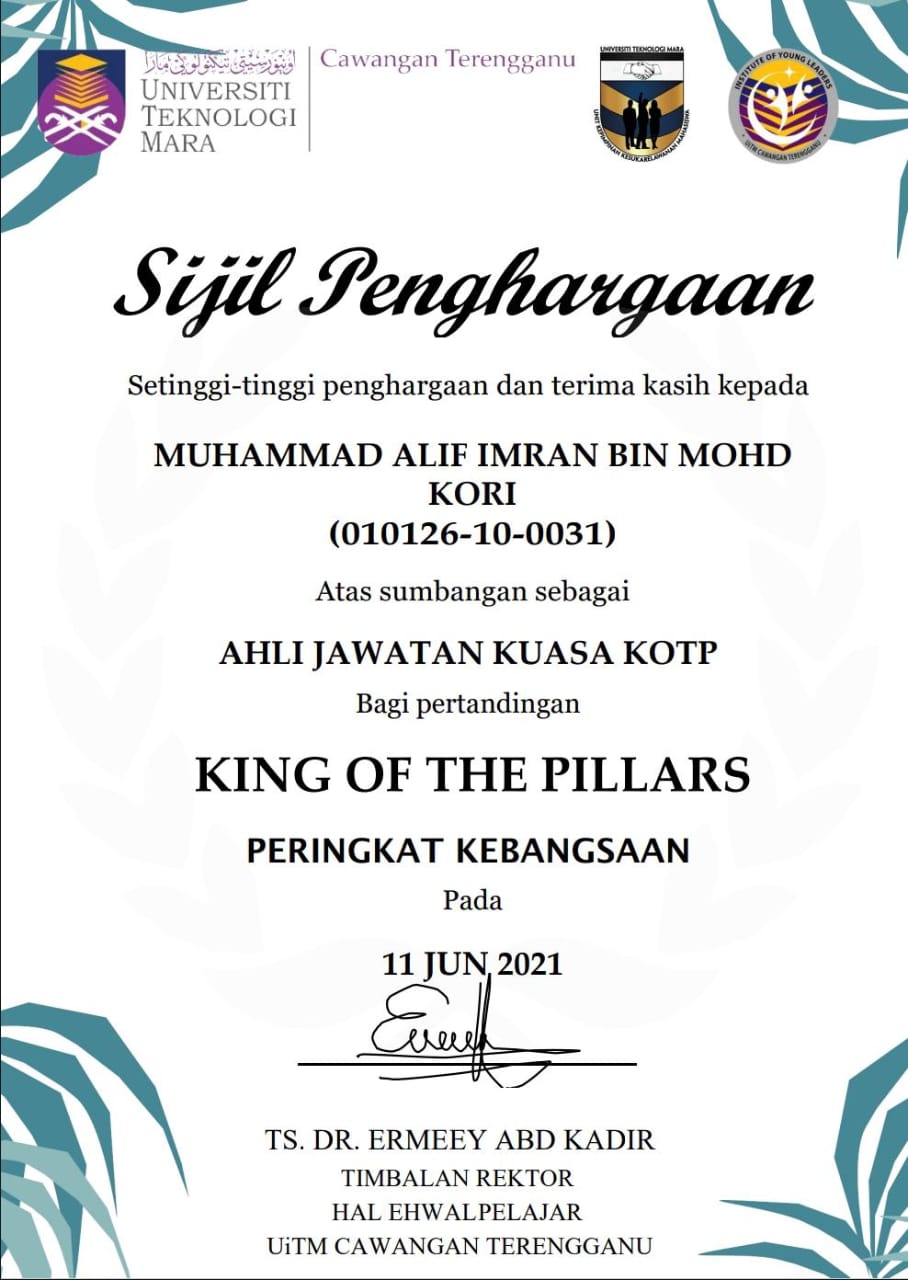 اونيۏرسيتي تيكنولوݢي مارا
UNIVERSITI
TEKNOLOGI
MARA
Cawangan Terengganu
UNIVERSITI TEKNOLOGI MARA
UNIT KEPIMPINAN KESUKARELAWANAN MAHASISWA
INSTITUTE OF YOUNG LEADERS
UiTM CAWANGAN TERENGGANU
Sijil Penghargaan
Setinggi-tinggi penghargaan dan terima kasih kepada
MUHAMMAD ALIF IMRAN BIN MOHD
KORI
(010126-10-0031)
Atas sumbangan sebagai
AHLI JAWATAN KUASA KOTP
Bagi pertandingan
KING OF THE PILLARS
PERINGKAT KEBANGSAAN
Pada
11 JUN 2021
TS. DR. ERMEEY ABD KADIR
TIMBALAN REKTOR
HAL EHWALPELAJAR
UiTM CAWANGAN TERENGGANU